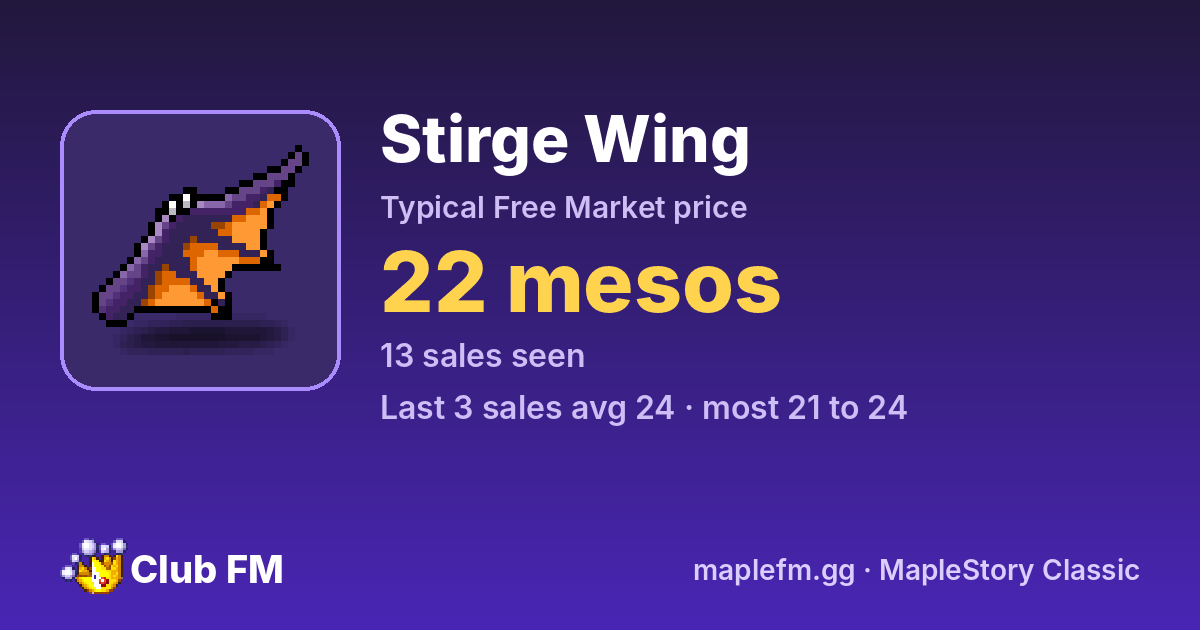 Stirge Wing
Typical Free Market price
22 mesos
13 sales seen
Last 3 sales avg 24 · most 21 to 24
Club FM
maplefm.gg · MapleStory Classic